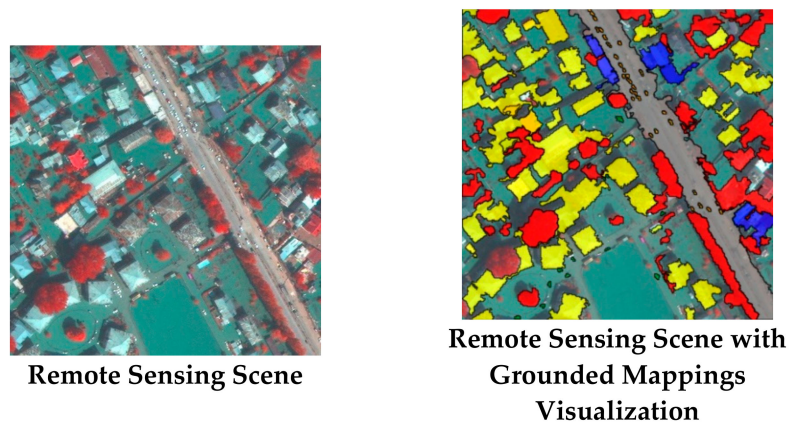 Remote Sensing Scene
Remote Sensing Scene with
Grounded Mappings
Visualization